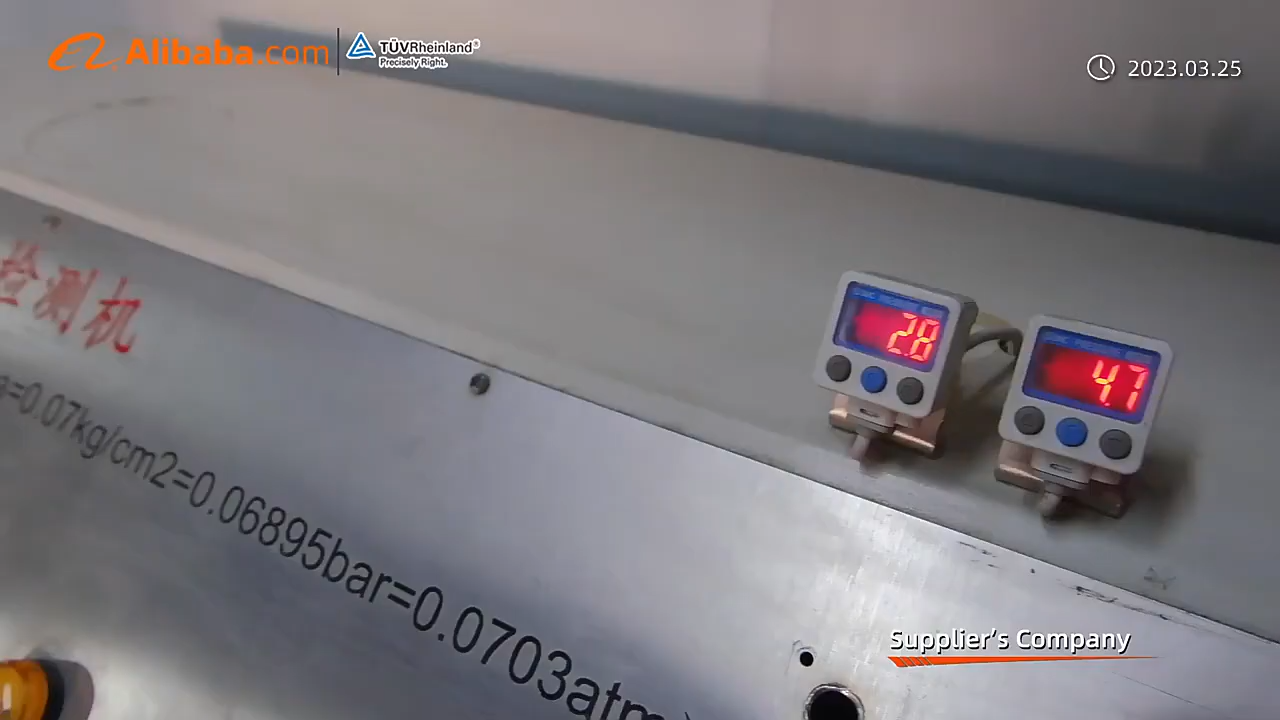 Alibaba.com
TÜVRheinland®
Precisely Right.
2023.03.25
检测机
=0.07kg/cm2=0.06895bar=0.0703atm
2.8
4.7
Supplier's Company